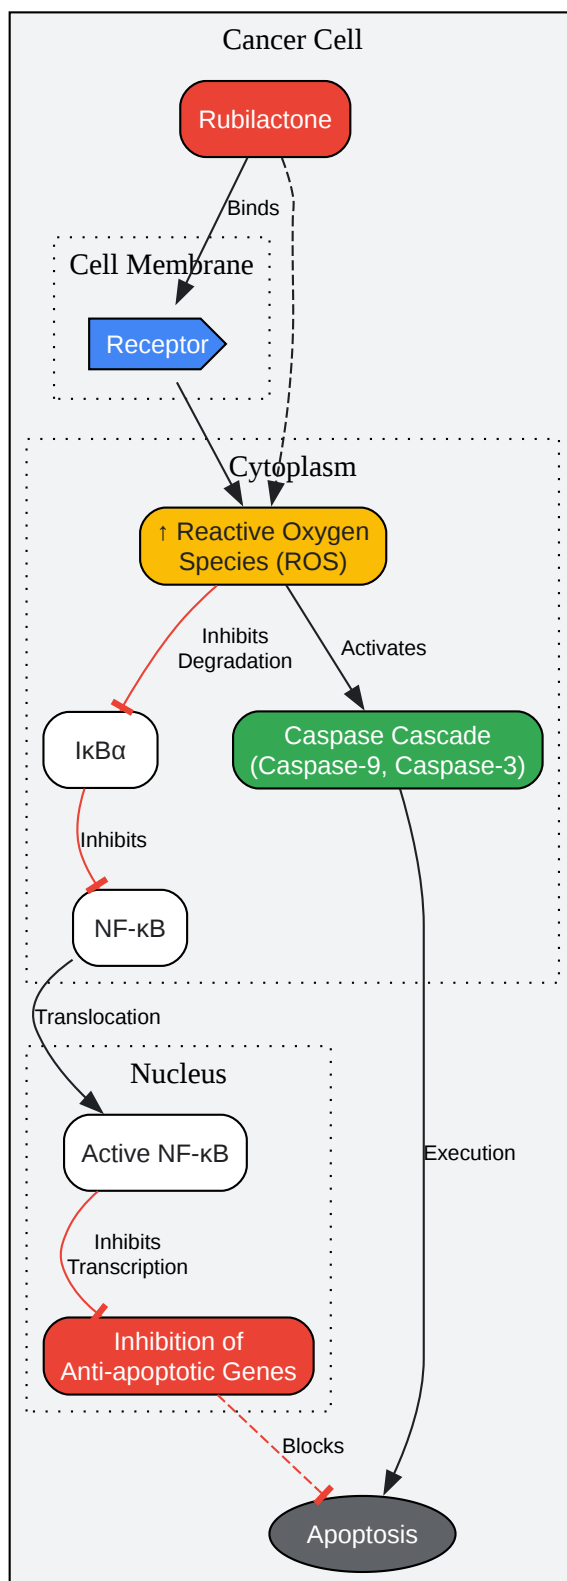 Cancer Cell
Rubilactone
Binds
Cell Membrane
Receptor
Cytoplasm
↑ Reactive Oxygen
Species (ROS)
Inhibits
Degradation
Activates
IκBα
Caspase Cascade
(Caspase-9, Caspase-3)
Inhibits
NF-κB
Translocation
Nucleus
Active NF-κB
Execution
Inhibits
Transcription
Inhibition of
Anti-apoptotic Genes
Blocks
Apoptosis